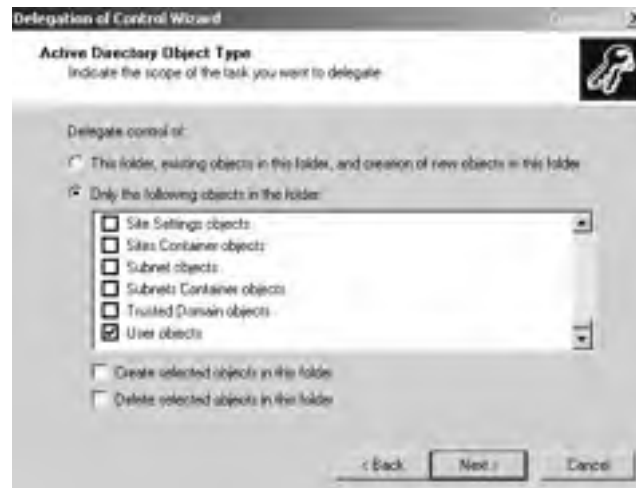 Delegation of Control Wizard
Active Directory Object Type
Indicate the scope of the task you want to delegate
Delegate control of:
This folder, existing objects in this folder, and creation of new objects in this folder
Only the following objects in the folder:
Site Settings objects
Sites Container objects
Subnet objects
Subnets Container objects
Trusted Domain objects
User objects
Create selected objects in this folder
Delete selected objects in this folder
< Back
Next >
Cancel